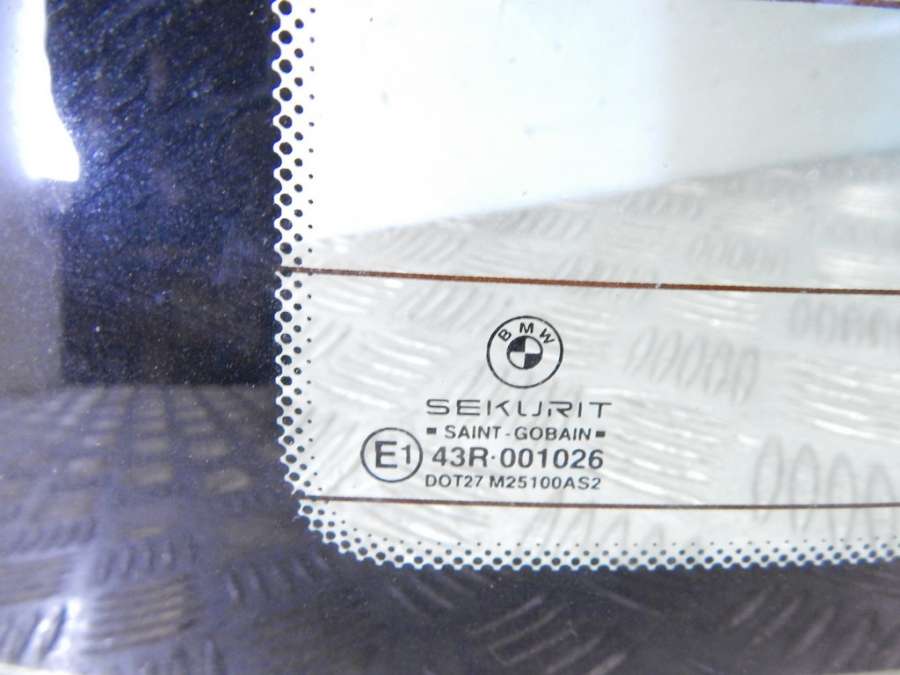 BMW
SEKURIT
SAINT-GOBAIN
E1 43R·001026
DOT27 M25100AS2